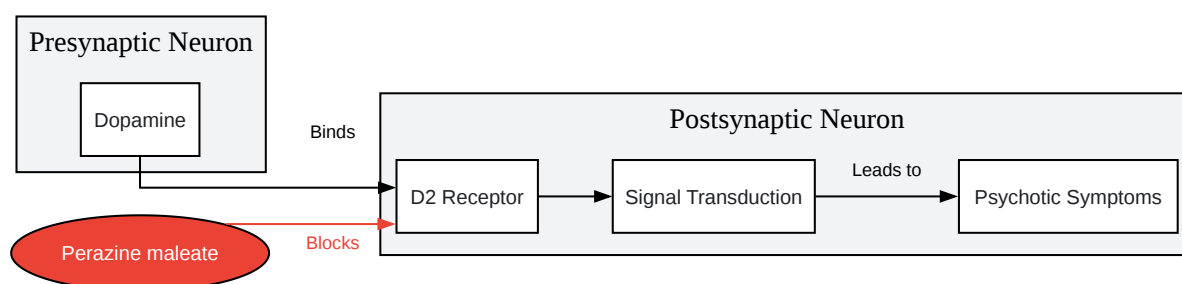 Presynaptic Neuron
Dopamine
Binds
Postsynaptic Neuron
D2 Receptor
Signal Transduction
Leads to
Psychotic Symptoms
Perazine maleate
Blocks